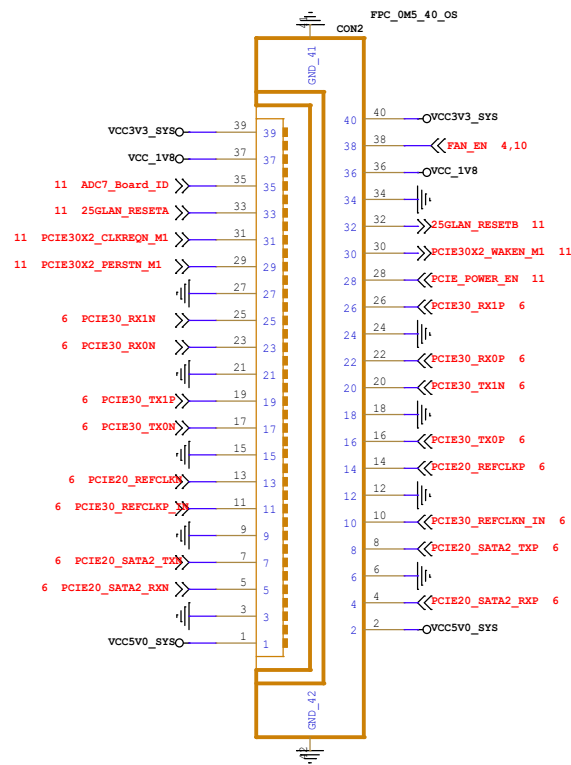 FPC_0M5_40_OS
CON2
GND_41
VCC3V3_SYS 39 39 40 40 VCC3V3_SYS
VCC_1V8 37 37 38 38 FAN_EN 4,10
11 ADC7_Board_ID 35 35 36 36 VCC_1V8
11 25GLAN_RESETA 33 33 34 34
11 PCIE30X2_CLKREQN_M1 31 31 32 32 25GLAN_RESETB 11
11 PCIE30X2_PERSTN_M1 29 29 30 30 PCIE30X2_WAKEN_M1 11
27 27 28 28 PCIE_POWER_EN 11
6 PCIE30_RX1N 25 25 26 26 PCIE30_RX1P 6
6 PCIE30_RX0N 23 23 24 24
21 21 22 22 PCIE30_RX0P 6
6 PCIE30_TX1P 19 19 20 20 PCIE30_TX1N 6
6 PCIE30_TX0N 17 17 18 18
15 15 16 16 PCIE30_TX0P 6
6 PCIE20_REFCLKN 13 13 14 14 PCIE20_REFCLKP 6
6 PCIE30_REFCLKP_IN 11 11 12 12
9 9 10 10 PCIE30_REFCLKN_IN 6
6 PCIE20_SATA2_TXN 7 7 8 8 PCIE20_SATA2_TXP 6
6 PCIE20_SATA2_RXN 5 5 6 6
3 3 4 4 PCIE20_SATA2_RXP 6
VCC5V0_SYS 1 1 2 2 VCC5V0_SYS
GND_42